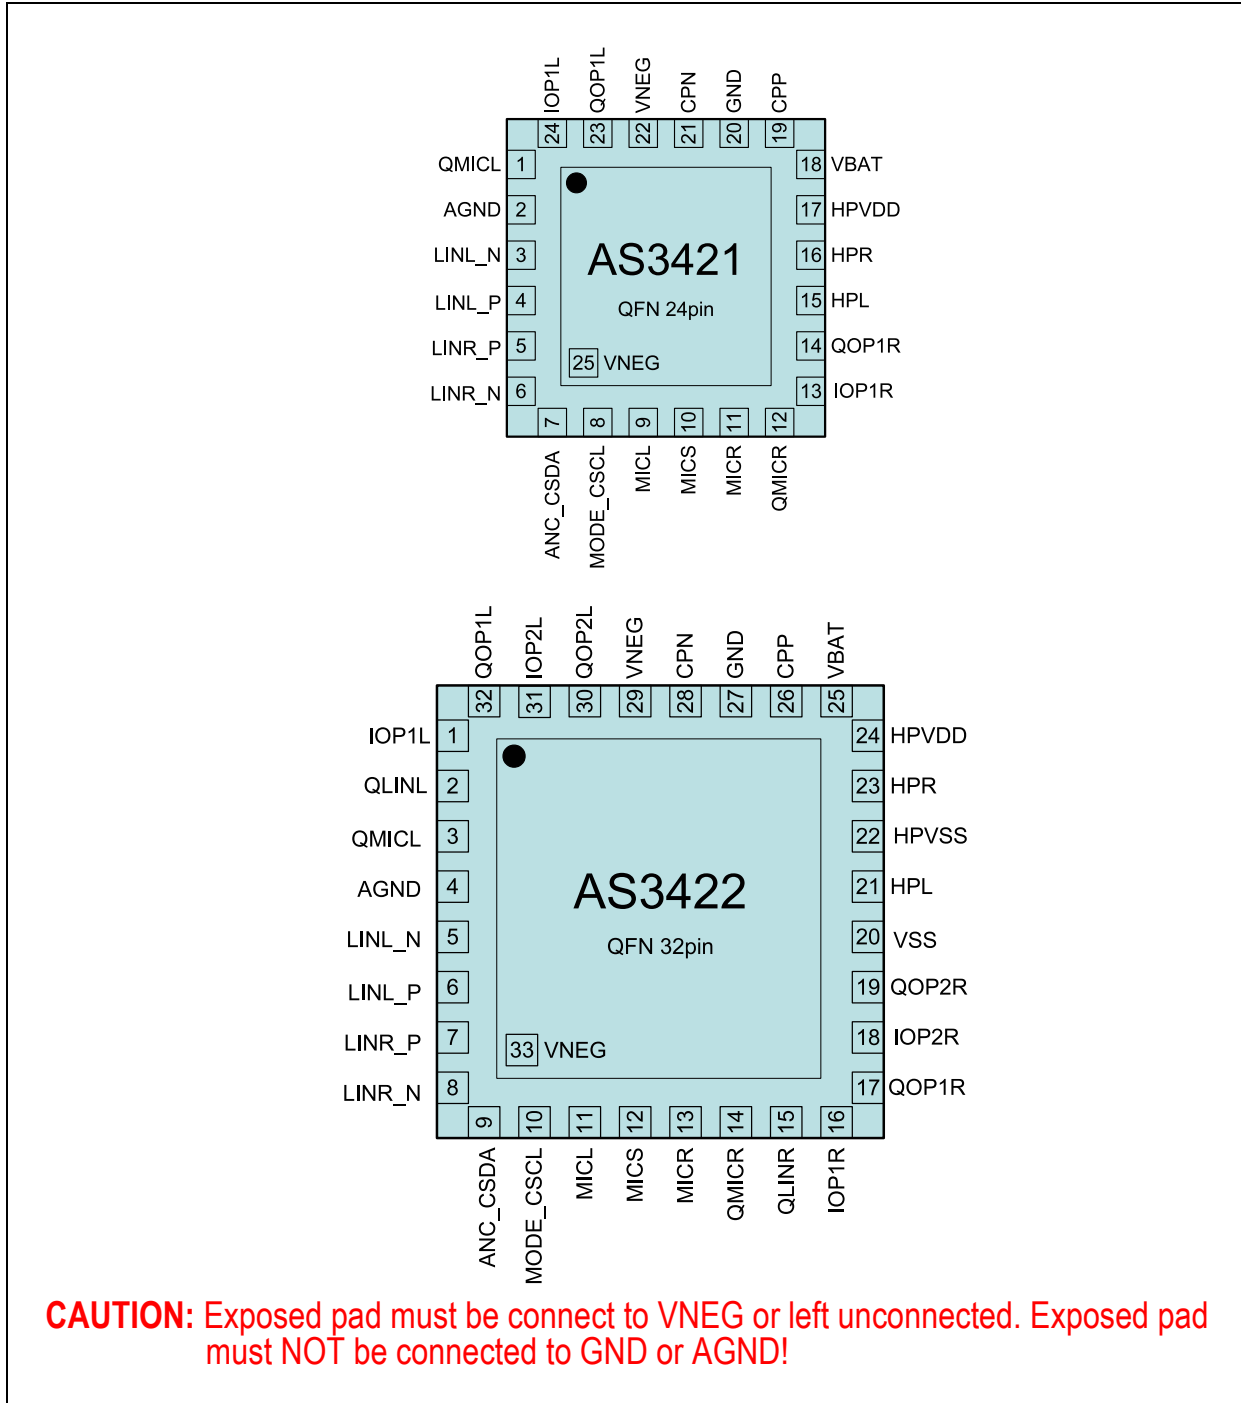 IOP1L QOP1L VNEG CPN GND CPP
24 23 22 21 20 19
QMICL 1 18 VBAT
AGND 2 17 HPVDD
LINL_N 3 AS3421 16 HPR
LINL_P 4 QFN 24pin 15 HPL
LINR_P 5 14 QOP1R
25 VNEG
LINR_N 6 13 IOP1R
7 8 9 10 11 12
ANC_CSDA MODE_CSCL MICL MICS MICR QMICR
QOP1L IOP2L QOP2L VNEG CPN GND CPP VBAT
32 31 30 29 28 27 26 25
IOP1L 1 24 HPVDD
QLINL 2 23 HPR
QMICL 3 22 HPVSS
AGND 4 AS3422 21 HPL
LINL_N 5 QFN 32pin 20 VSS
LINL_P 6 19 QOP2R
LINR_P 7 18 IOP2R
33 VNEG
LINR_N 8 17 QOP1R
9 10 11 12 13 14 15 16
ANC_CSDA MODE_CSCL MICL MICS MICR QMICR QLINR IOP1R
CAUTION: Exposed pad must be connect to VNEG or left unconnected. Exposed pad
must NOT be connected to GND or AGND!